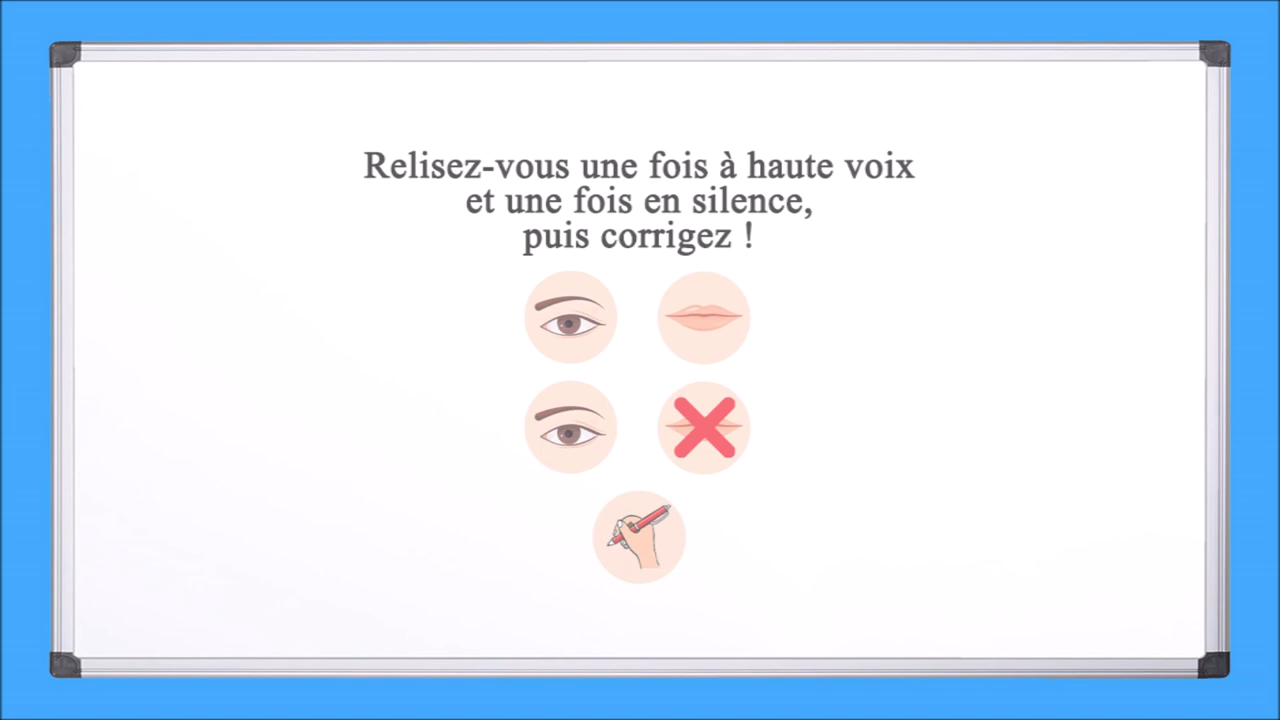 Relisez-vous une fois à haute voix
et une fois en silence,
puis corrigez !